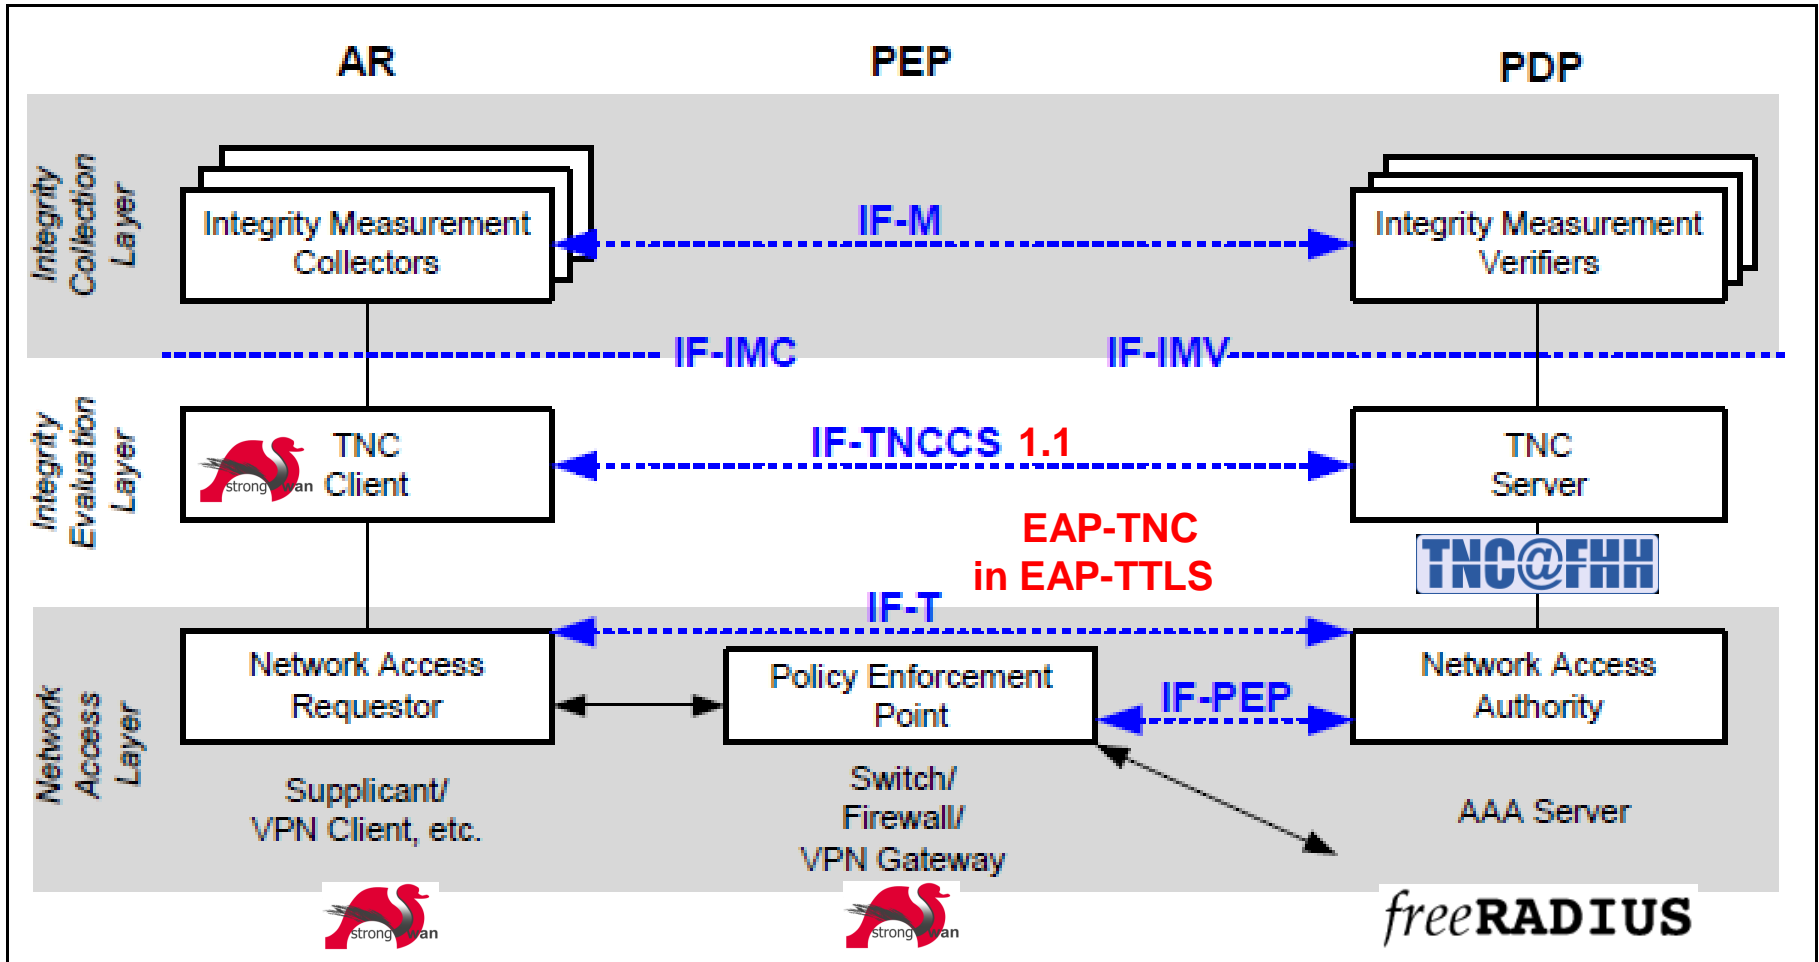 AR
PEP
PDP
Integrity
Collection
Layer
Integrity Measurement
Collectors
IF-M
Integrity Measurement
Verifiers
IF-IMC
IF-IMV
Integrity
Evaluation
Layer
strongSwan
TNC
Client
IF-TNCCS 1.1
TNC
Server
EAP-TNC
in EAP-TTLS
TNC@FHH
IF-T
Network
Access
Layer
Network Access
Requestor
Policy Enforcement
Point
IF-PEP
Network Access
Authority
Supplicant/
VPN Client, etc.
Switch/
Firewall/
VPN Gateway
AAA Server
strongSwan
strongSwan
freeRADIUS